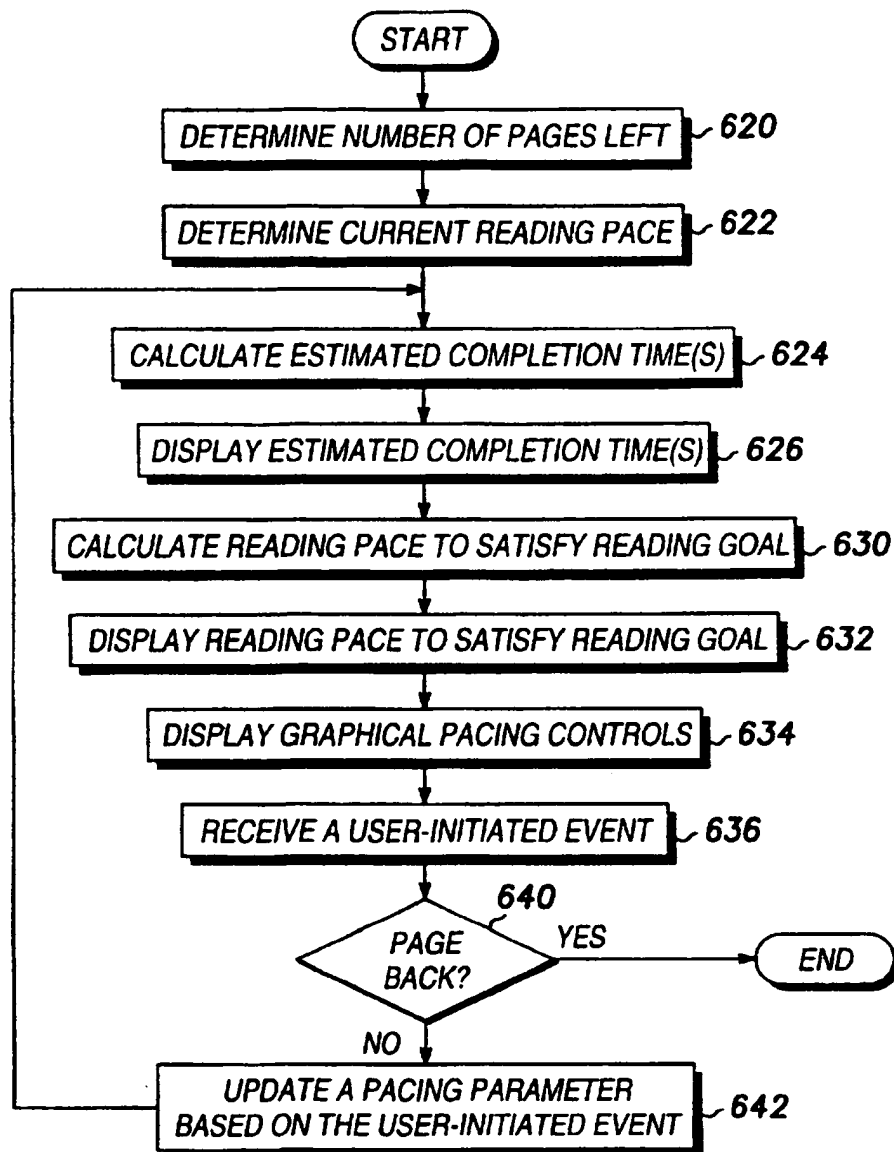 START
DETERMINE NUMBER OF PAGES LEFT 620
DETERMINE CURRENT READING PACE 622
CALCULATE ESTIMATED COMPLETION TIME(S) 624
DISPLAY ESTIMATED COMPLETION TIME(S) 626
CALCULATE READING PACE TO SATISFY READING GOAL 630
DISPLAY READING PACE TO SATISFY READING GOAL 632
DISPLAY GRAPHICAL PACING CONTROLS 634
RECEIVE A USER-INITIATED EVENT 636
640
PAGE
BACK?
YES
END
NO
UPDATE A PACING PARAMETER
BASED ON THE USER-INITIATED EVENT 642